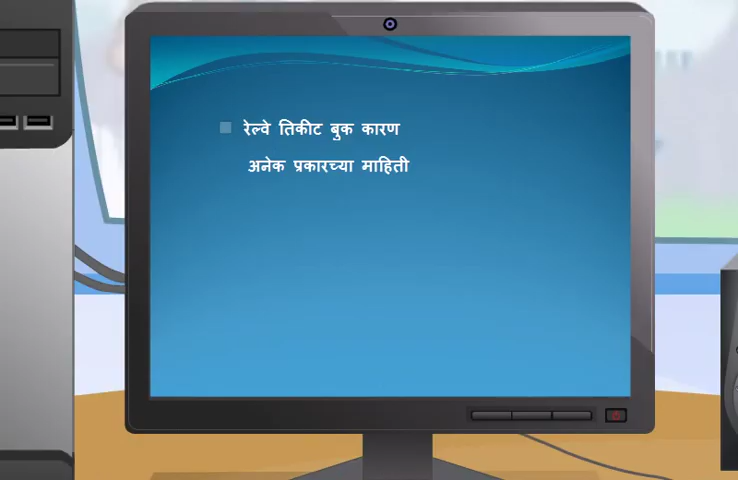 रेल्वे तिकीट बुक कारण
अनेक प्रकारच्या माहिती